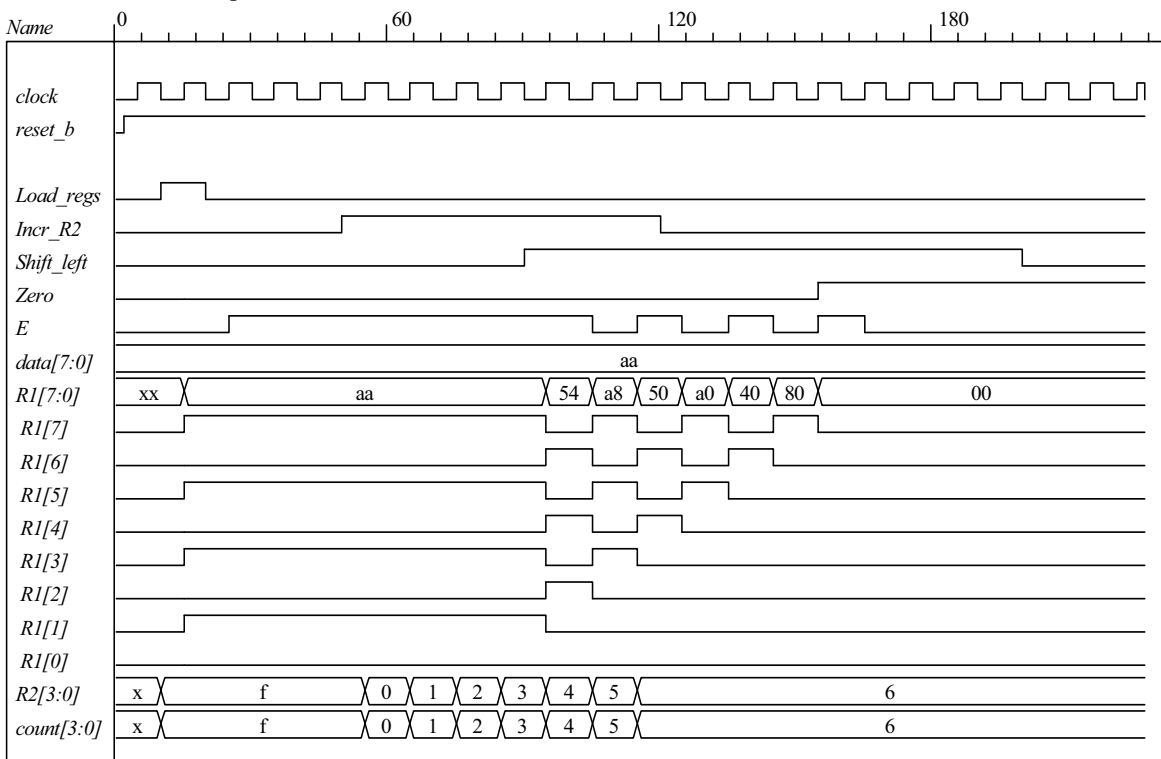 Name 0 60 120 180
clock
reset_b
Load_regs
Incr_R2
Shift_left
Zero
E
data[7:0] aa
R1[7:0] xx aa 54 a8 50 a0 40 80 00
R1[7]
R1[6]
R1[5]
R1[4]
R1[3]
R1[2]
R1[1]
R1[0]
R2[3:0] x f 0 1 2 3 4 5 6
count[3:0] x f 0 1 2 3 4 5 6